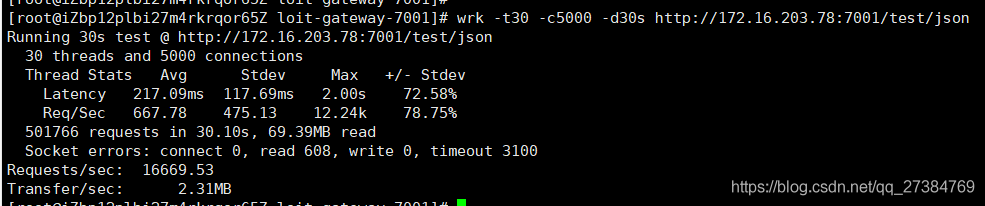 [root@iZbp12plbi27m4rkrqor65Z loit-gateway-7001]#
[root@iZbp12plbi27m4rkrqor65Z loit-gateway-7001]# wrk -t30 -c5000 -d30s http://172.16.203.78:7001/test/json
Running 30s test @ http://172.16.203.78:7001/test/json
  30 threads and 5000 connections
  Thread Stats   Avg      Stdev     Max   +/- Stdev
    Latency   217.09ms  117.69ms   2.00s    72.58%
    Req/Sec   667.78    475.13    12.24k    78.75%
  501766 requests in 30.10s, 69.39MB read
  Socket errors: connect 0, read 608, write 0, timeout 3100
Requests/sec:  16669.53
Transfer/sec:      2.31MB
https://blog.csdn.net/qq_27384769
[root@iZbp12plbi27m4rkrqor65Z loit-gateway-7001]#